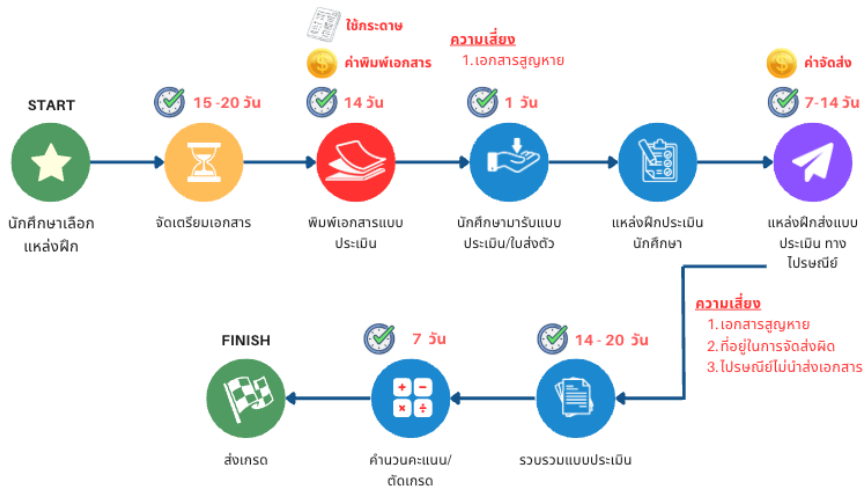 ใช้กระดาษ
ค่าพิมพ์เอกสาร
ความเสี่ยง
1.เอกสารสูญหาย
ค่าจัดส่ง
START
15 -20 วัน
14 วัน
1 วัน
7-14 วัน
นักศึกษาเลือก
แหล่งฝึก
จัดเตรียมเอกสาร
พิมพ์เอกสารแบบ
ประเมิน
นักศึกษามารับแบบ
ประเมิน/ใบส่งตัว
แหล่งฝึกประเมิน
นักศึกษา
แหล่งฝึกส่งแบบ
ประเมิน ทาง
ไปรษณีย์
ความเสี่ยง
1.เอกสารสูญหาย
2.ที่อยู่ในการจัดส่งผิด
3.ไปรษณีย์ไม่นำส่งเอกสาร
FINISH
7 วัน
14 - 20 วัน
ส่งเกรด
คำนวนคะแนน/
ตัดเกรด
รวบรวมแบบประเมิน